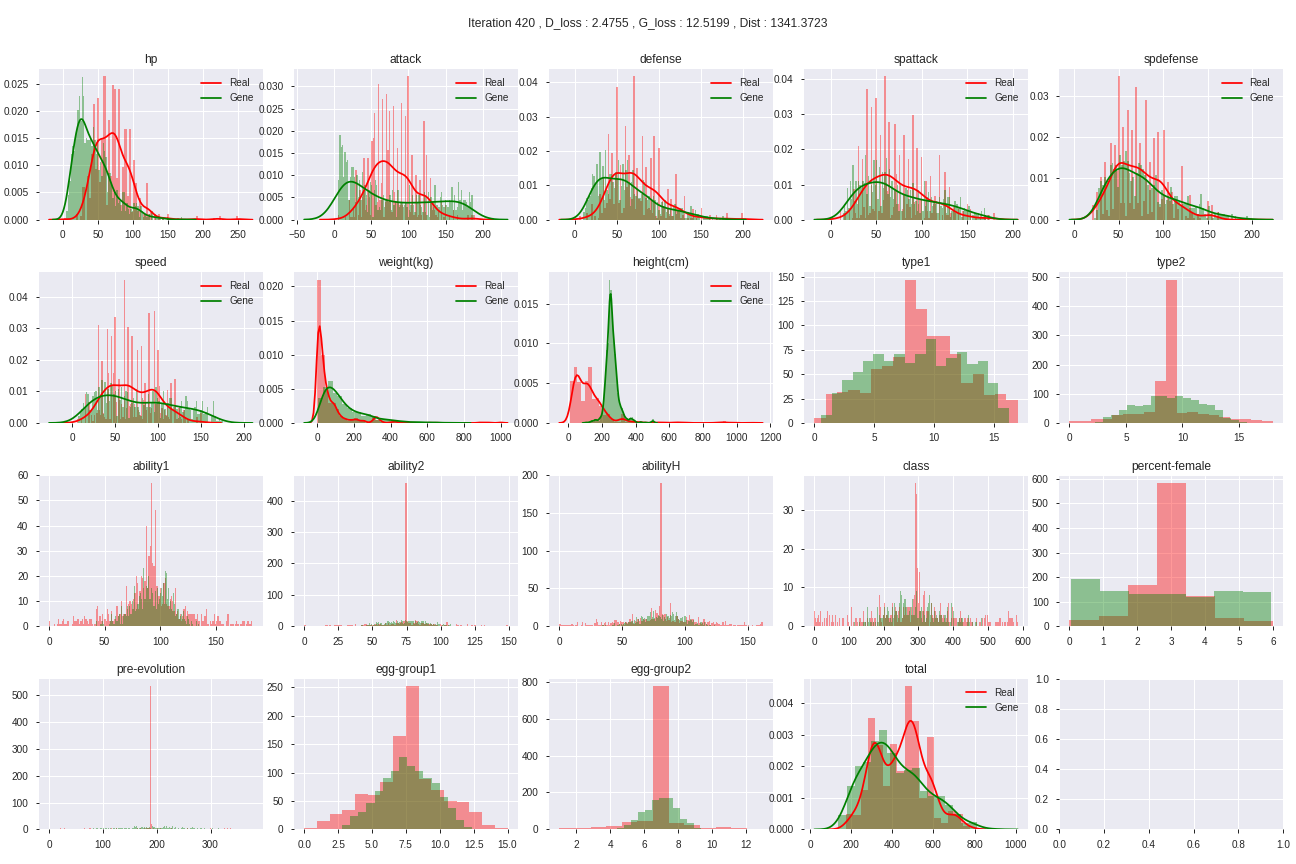 Iteration 420 , D_loss : 2.4755 , G_loss : 12.5199 , Dist : 1341.3723
hp
Real
Gene
0.025
0.020
0.015
0.010
0.005
0.000
0 50 100 150 200 250
attack
Real
Gene
0.030
0.025
0.020
0.015
0.010
0.005
0.000
−50 0 50 100 150 200
defense
Real
Gene
0.04
0.03
0.02
0.01
0.00
0 50 100 150 200
spattack
Real
Gene
0.04
0.03
0.02
0.01
0.00
0 50 100 150 200
spdefense
Real
Gene
0.03
0.02
0.01
0.00
0 50 100 150 200
speed
Real
Gene
0.04
0.03
0.02
0.01
0.00
0 50 100 150 200
weight(kg)
Real
Gene
0.020
0.015
0.010
0.005
0.000
0 200 400 600 800 1000
height(cm)
Real
Gene
0.015
0.010
0.005
0.000
0 200 400 600 800 1000 1200
type1
150
125
100
75
50
25
0
0 5 10 15
type2
500
400
300
200
100
0
0 5 10 15
ability1
60
50
40
30
20
10
0
0 50 100 150
ability2
400
300
200
100
0
0 25 50 75 100 125 150
abilityH
200
150
100
50
0
0 50 100 150
class
30
20
10
0
0 100 200 300 400 500 600
percent-female
600
500
400
300
200
100
0
0 1 2 3 4 5 6
pre-evolution
500
400
300
200
100
0
0 100 200 300
egg-group1
250
200
150
100
50
0
0.0 2.5 5.0 7.5 10.0 12.5 15.0
egg-group2
800
600
400
200
0
2 4 6 8 10 12
total
Real
Gene
0.004
0.003
0.002
0.001
0.000
0 200 400 600 800 1000
1.0
0.8
0.6
0.4
0.2
0.0
0.0 0.2 0.4 0.6 0.8 1.0